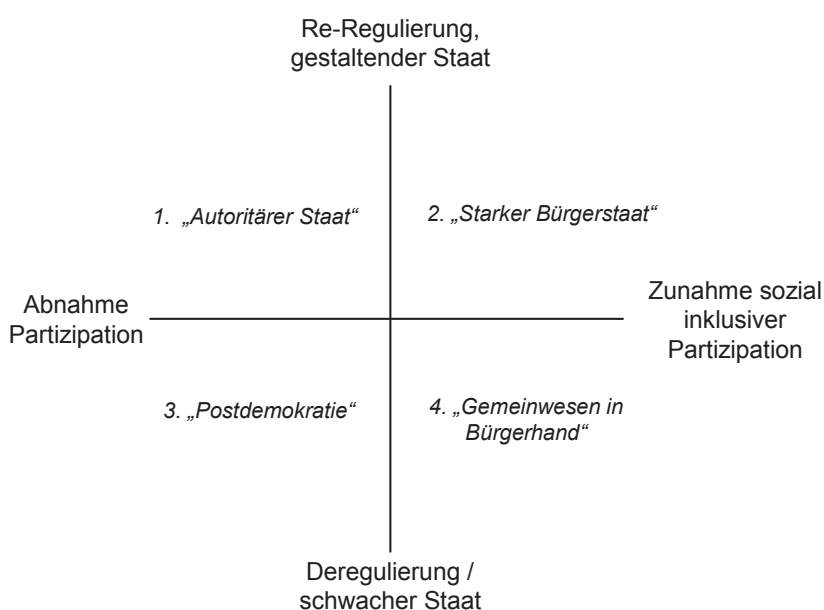 Re-Regulierung,
gestaltender Staat
1. „Autoritärer Staat“
2. „Starker Bürgerstaat“
Abnahme
Partizipation
Zunahme sozial
inklusiver
Partizipation
3. „Postdemokratie“
4. „Gemeinwesen in
Bürgerhand“
Deregulierung /
schwacher Staat